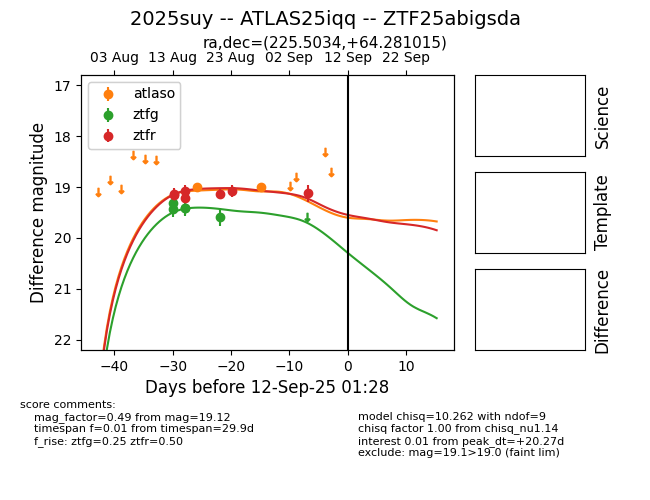 2025suy -- ATLAS25iqq -- ZTF25abigsda
ra,dec=(225.5034,+64.281015)
03 Aug 13 Aug 23 Aug 02 Sep 12 Sep 22 Sep
17
18
19
20
21
22
Difference magnitude
atlaso
ztfg
ztfr
−40 −30 −20 −10 0 10
Days before 12-Sep-25 01:28
Science
Template
Difference
score comments:
mag_factor=0.49 from mag=19.12
timespan f=0.01 from timespan=29.9d
f_rise: ztfg=0.25 ztfr=0.50
model chisq=10.262 with ndof=9
chisq factor 1.00 from chisq_nu1.14
interest 0.01 from peak_dt=+20.27d
exclude: mag=19.1>19.0 (faint lim)